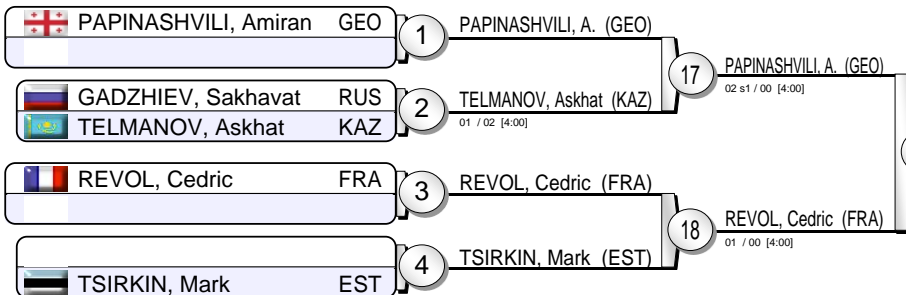 PAPINASHVILI, Amiran GEO
1
PAPINASHVILI, A. (GEO)
17
PAPINASHVILI, A. (GEO)
02 s1 / 00 [4:00]
GADZHIEV, Sakhavat RUS
TELMANOV, Askhat KAZ
2
TELMANOV, Askhat (KAZ)
01 / 02 [4:00]
REVOL, Cedric FRA
3
REVOL, Cedric (FRA)
18
REVOL, Cedric (FRA)
01 / 00 [4:00]
TSIRKIN, Mark EST
4
TSIRKIN, Mark (EST)